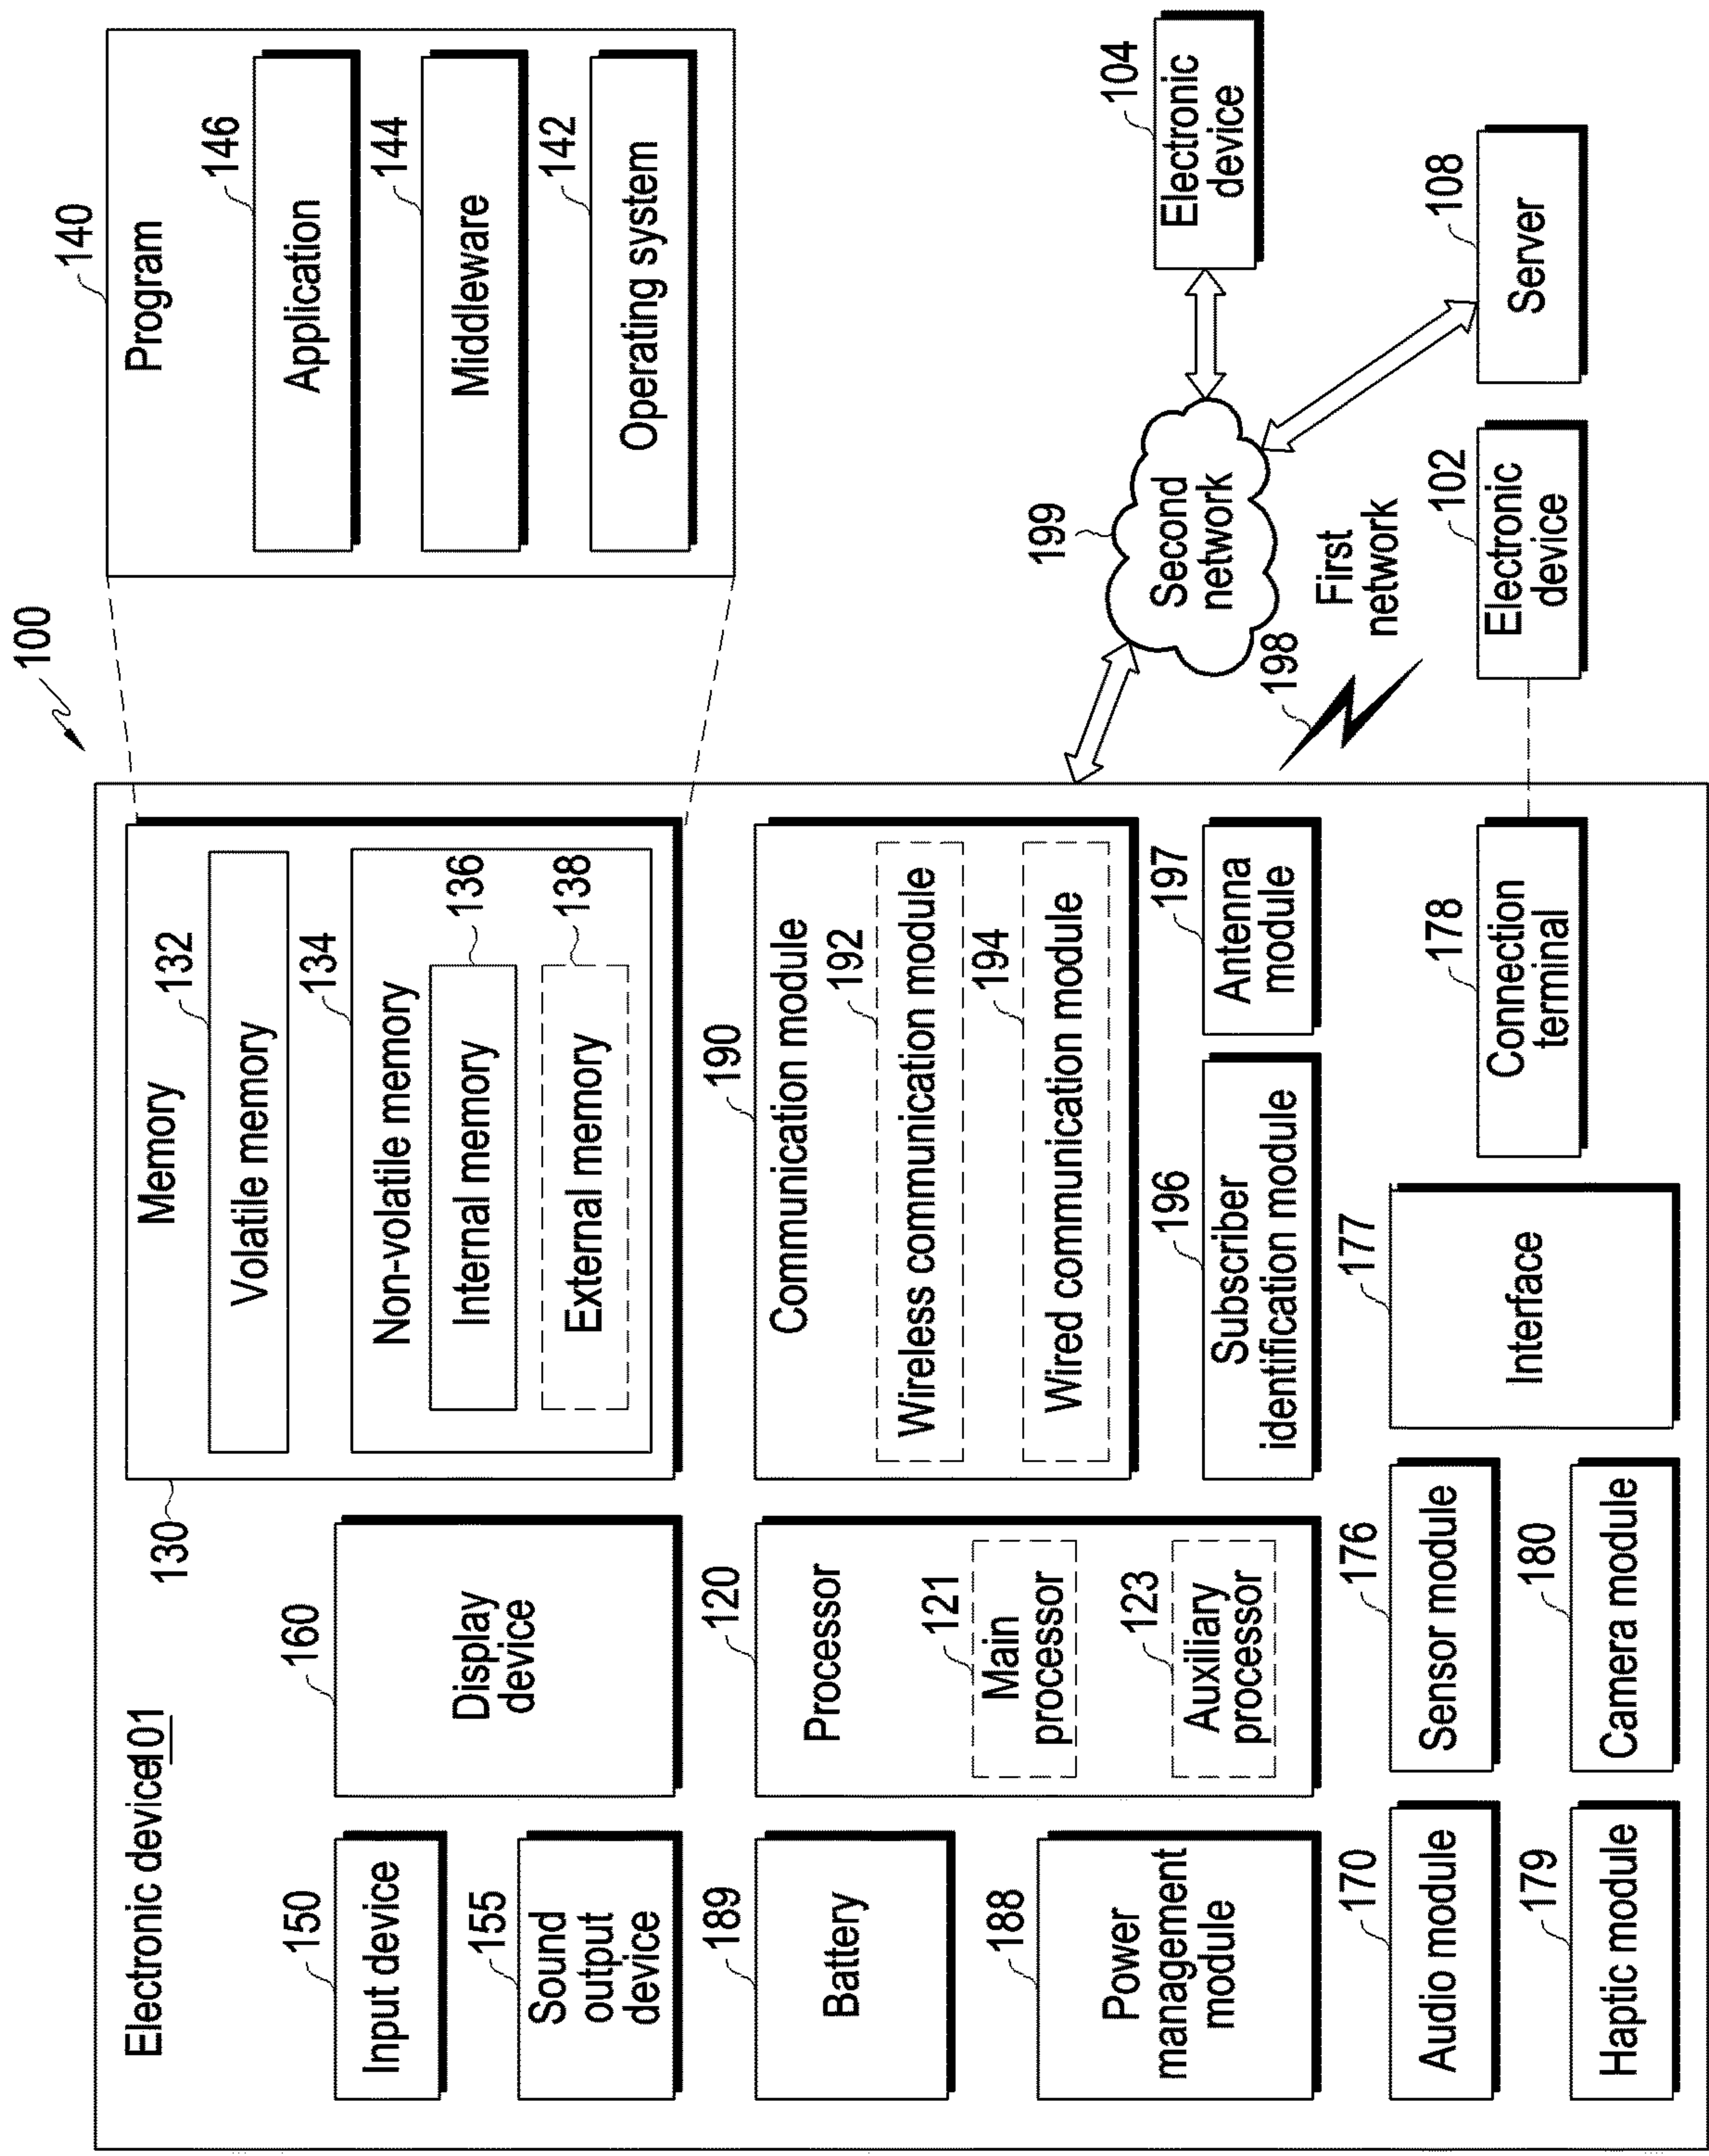 100
140
Program
146
Application
144
Middleware
142
Operating system
Electronic device101
130
Memory
132
Volatile memory
134
Non-volatile memory
136
Internal memory
138
External memory
150
Input device
155
Sound
output
device
160
Display
device
189
Battery
188
Power
management
module
120
Processor
121
Main
processor
123
Auxiliary
processor
190
Communication module
192
Wireless communication module
194
Wired communication module
196
Subscriber
identification module
197
Antenna
module
170
Audio module
176
Sensor module
177
Interface
178
Connection
terminal
179
Haptic module
180
Camera module
199
Second
network
104
Electronic
device
108
Server
198
First
network
102
Electronic
device